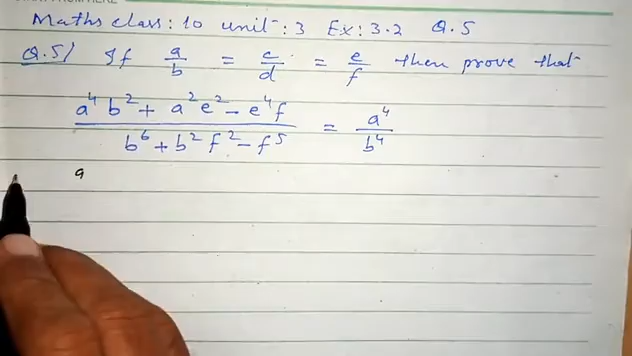 Maths class: 10 unit: 3 Ex: 3.2 Q.5
Q.5/ If a/b = c/d = e/f then prove that
(a⁴b² + a²e² - e⁴f)/(b⁶ + b²f² - f⁵) = a⁴/b⁴
a